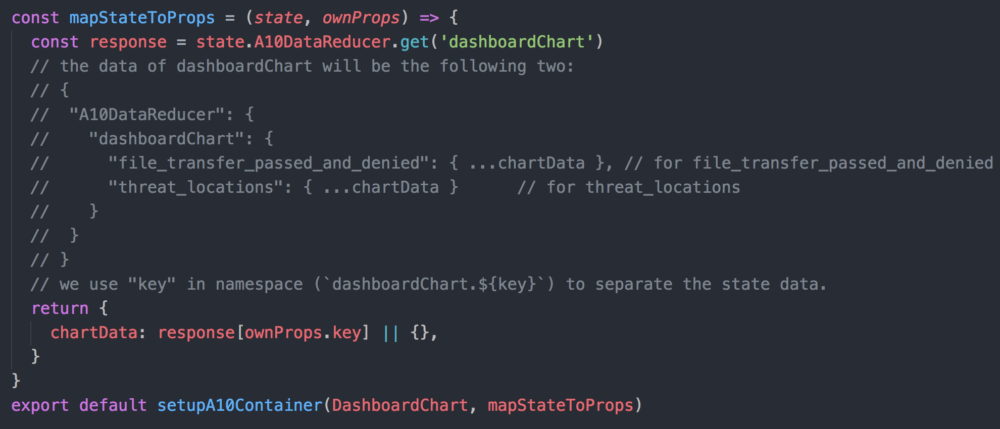 const mapStateToProps = (state, ownProps) => {
  const response = state.A10DataReducer.get('dashboardChart')
  // the data of dashboardChart will be the following two:
  // {
  //  "A10DataReducer": {
  //    "dashboardChart": {
  //      "file_transfer_passed_and_denied": { ...chartData }, // for file_transfer_passed_and_denied
  //      "threat_locations": { ...chartData }      // for threat_locations
  //    }
  //  }
  // }
  // we use "key" in namespace (`dashboardChart.${key}`) to separate the state data.
  return {
    chartData: response[ownProps.key] || {},
  }
}
export default setupA10Container(DashboardChart, mapStateToProps)